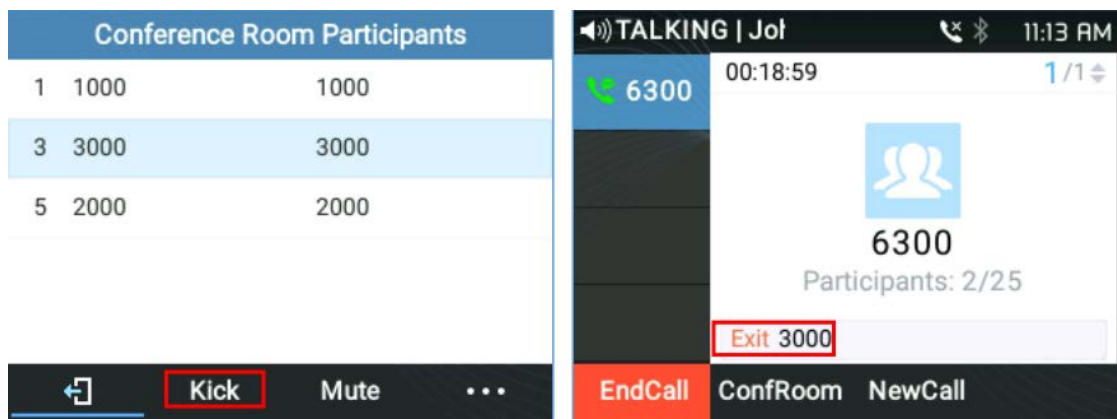 Conference Room Participants
1 1000 1000
3 3000 3000
5 2000 2000
Kick Mute
TALKING | Joh 11:13 AM
6300
00:18:59 1/1
6300
Participants: 2/25
Exit 3000
EndCall ConfRoom NewCall